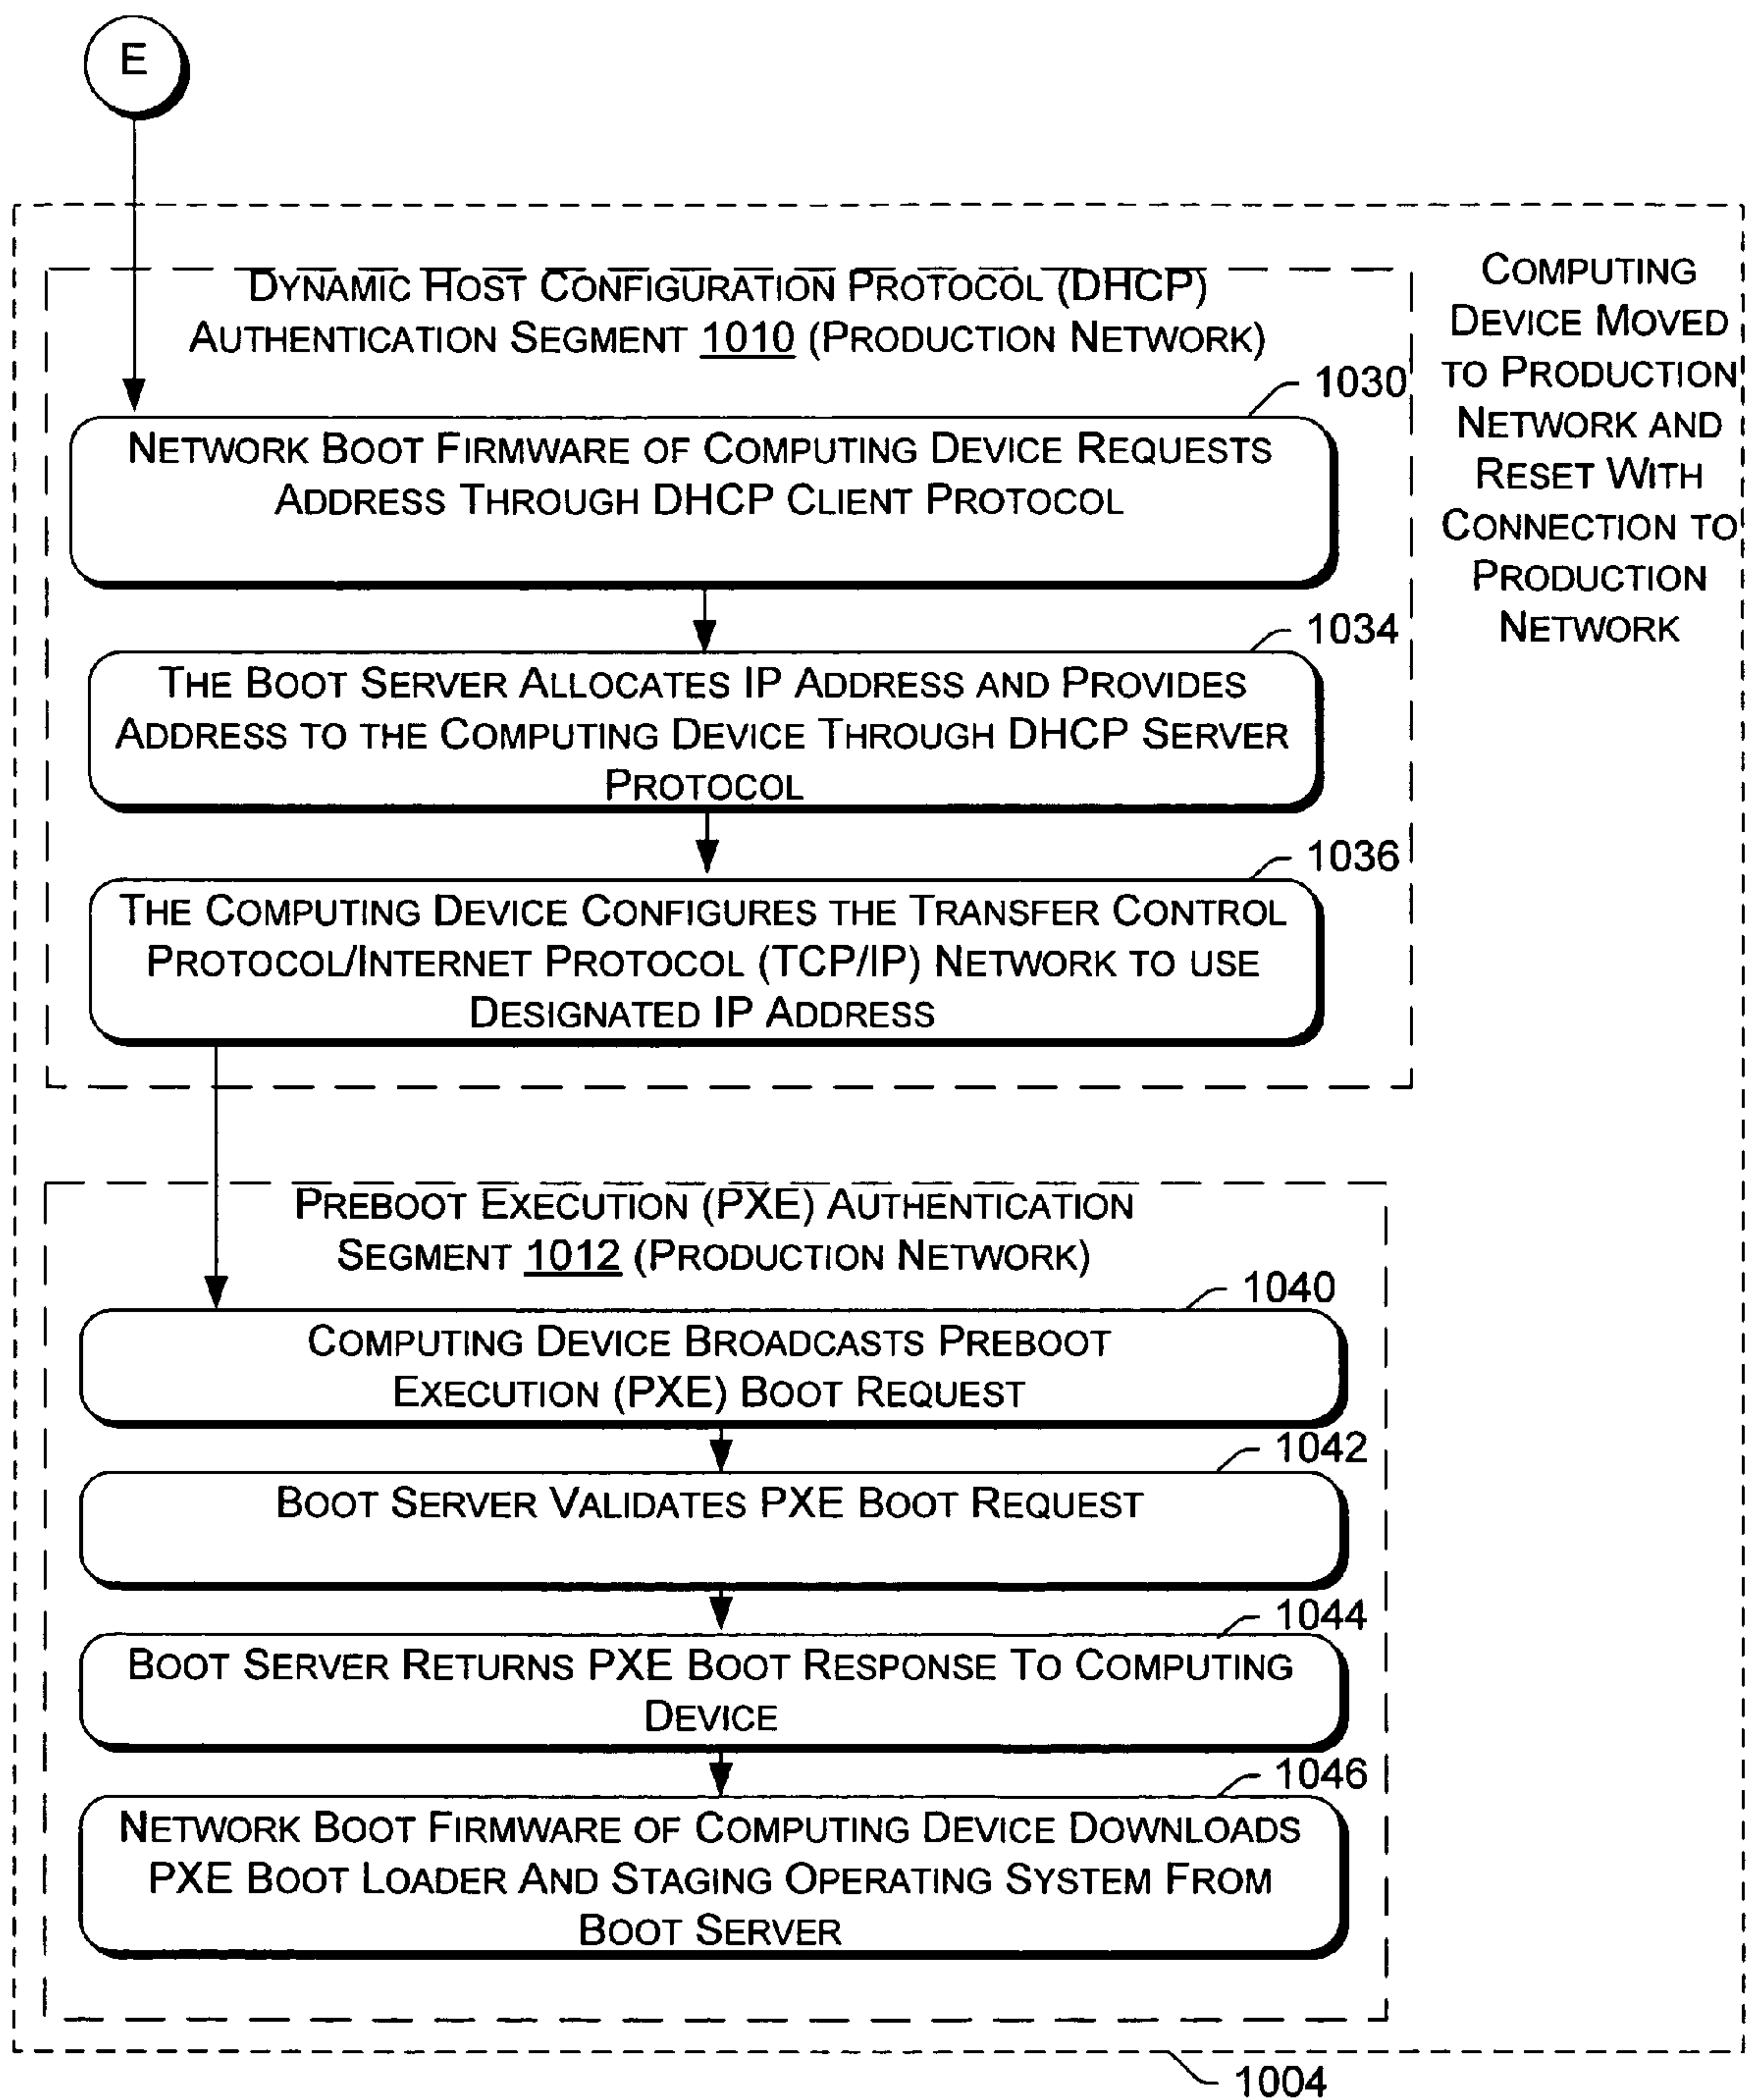 E
DYNAMIC HOST CONFIGURATION PROTOCOL (DHCP)
AUTHENTICATION SEGMENT 1010 (PRODUCTION NETWORK)
COMPUTING
DEVICE MOVED
TO PRODUCTION
NETWORK AND
RESET WITH
CONNECTION TO
PRODUCTION
NETWORK
1030
NETWORK BOOT FIRMWARE OF COMPUTING DEVICE REQUESTS
ADDRESS THROUGH DHCP CLIENT PROTOCOL
1034
THE BOOT SERVER ALLOCATES IP ADDRESS AND PROVIDES
ADDRESS TO THE COMPUTING DEVICE THROUGH DHCP SERVER
PROTOCOL
1036
THE COMPUTING DEVICE CONFIGURES THE TRANSFER CONTROL
PROTOCOL/INTERNET PROTOCOL (TCP/IP) NETWORK TO USE
DESIGNATED IP ADDRESS
PREBOOT EXECUTION (PXE) AUTHENTICATION
SEGMENT 1012 (PRODUCTION NETWORK)
1040
COMPUTING DEVICE BROADCASTS PREBOOT
EXECUTION (PXE) BOOT REQUEST
1042
BOOT SERVER VALIDATES PXE BOOT REQUEST
1044
BOOT SERVER RETURNS PXE BOOT RESPONSE TO COMPUTING
DEVICE
1046
NETWORK BOOT FIRMWARE OF COMPUTING DEVICE DOWNLOADS
PXE BOOT LOADER AND STAGING OPERATING SYSTEM FROM
BOOT SERVER
1004